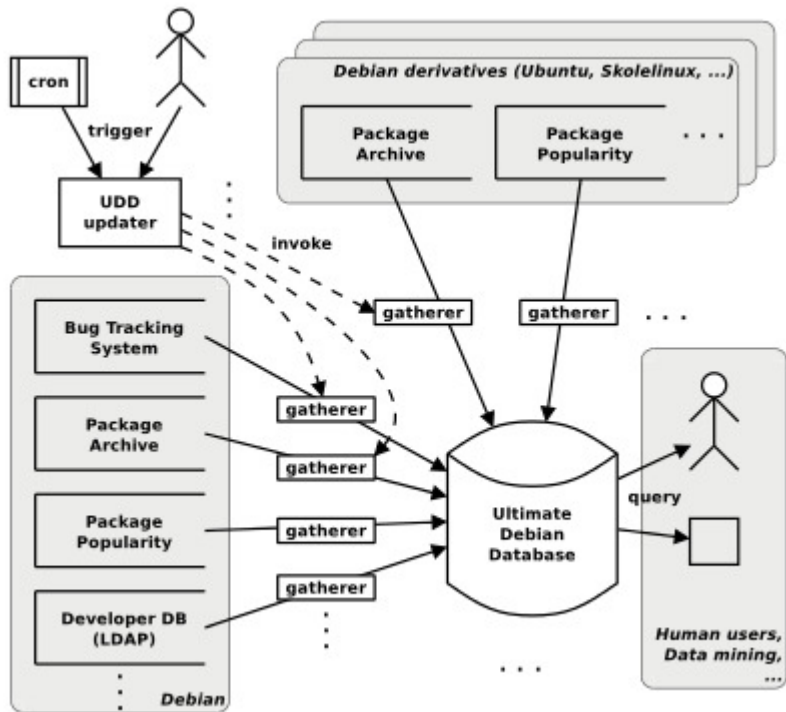 cron
trigger
UDD
updater
invoke
Debian derivatives (Ubuntu, Skolelinux, ...)
Package
Archive
Package
Popularity
. . .
gatherer
gatherer
. . .
Bug Tracking
System
Package
Archive
Package
Popularity
Developer DB
(LDAP)
Debian
gatherer
gatherer
gatherer
gatherer
Ultimate
Debian
Database
. . .
query
Human users,
Data mining,
...